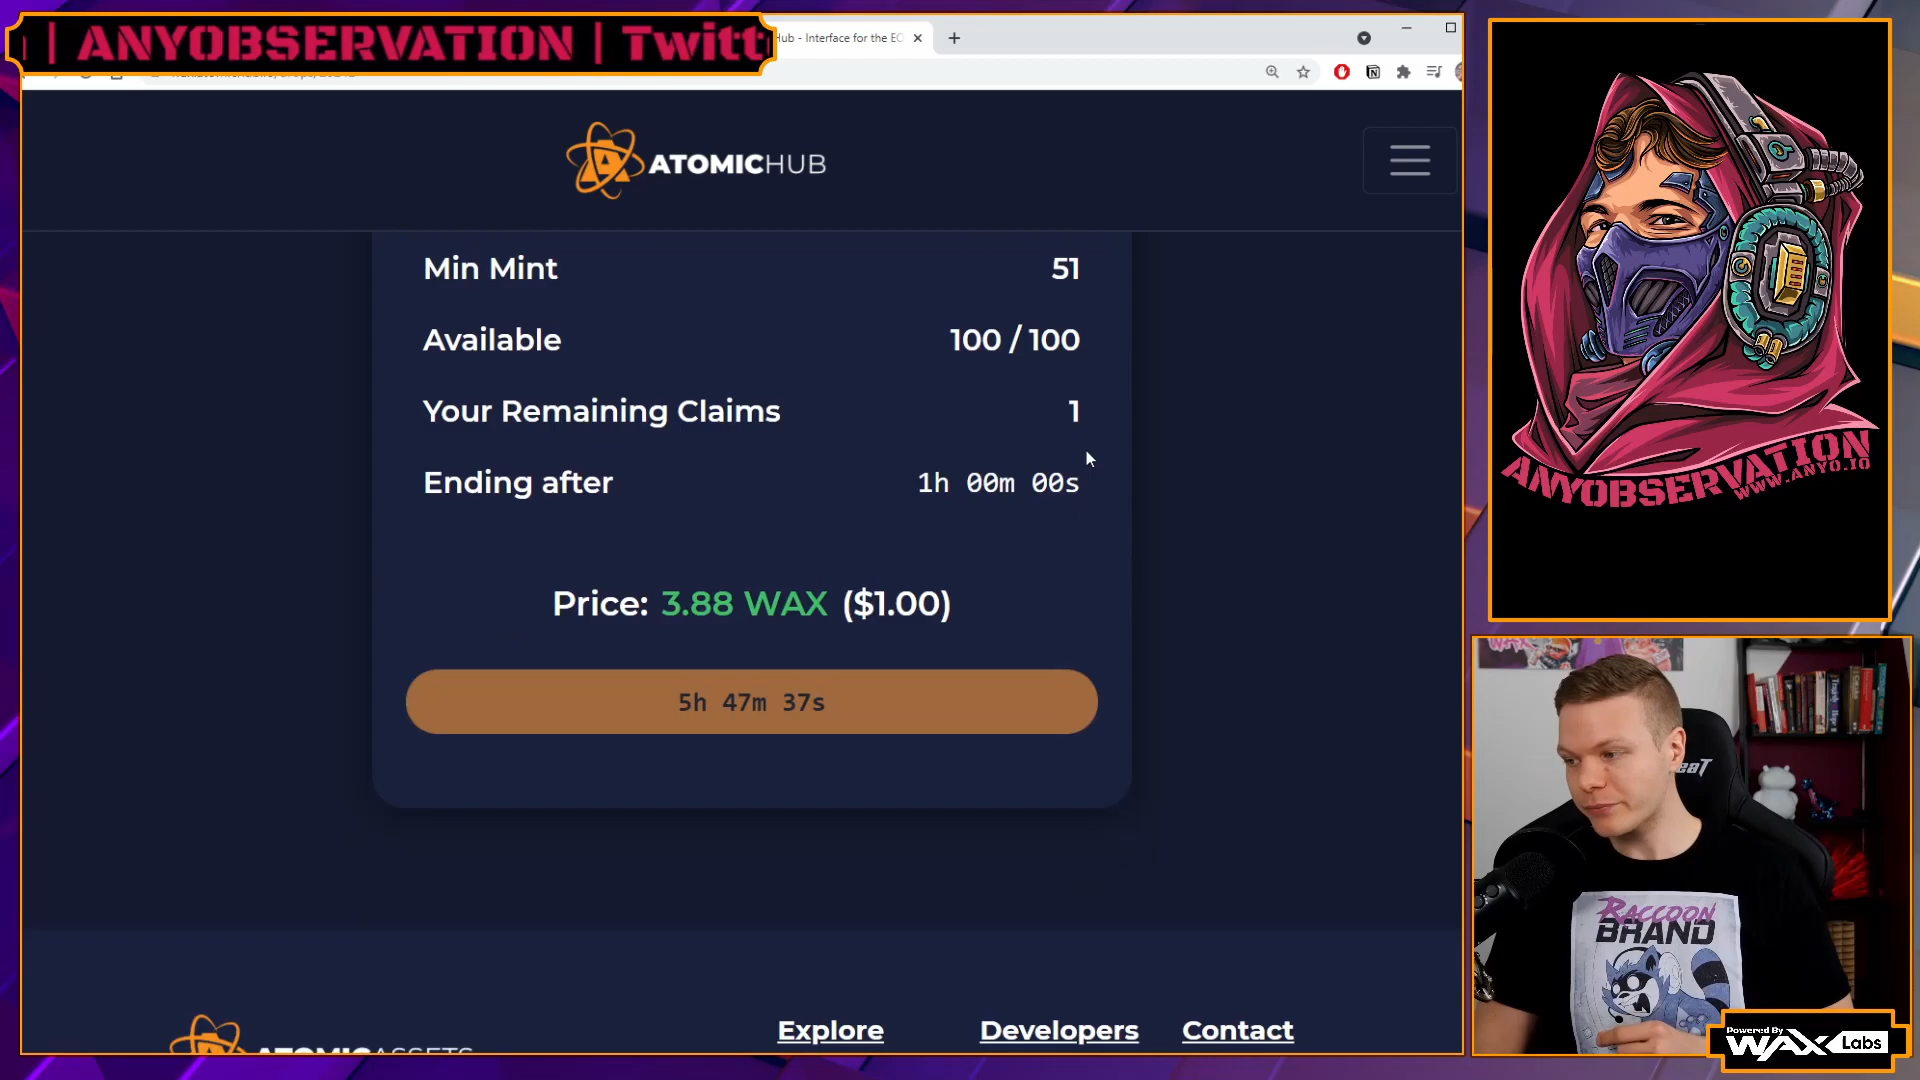 | ANYOBSERVATION | Twitt
Hub - Interface for the EO
ATOMICHUB
Min Mint 51
Available 100 / 100
Your Remaining Claims 1
Ending after 1h 00m 00s
Price: 3.88 WAX ($1.00)
5h 47m 37s
Explore Developers Contact
ATOMICASSETS
ANYOBSERVATION
WWW.ANYO.IO
WAX
RACCOON
BRAND
Powered By
WAX Labs